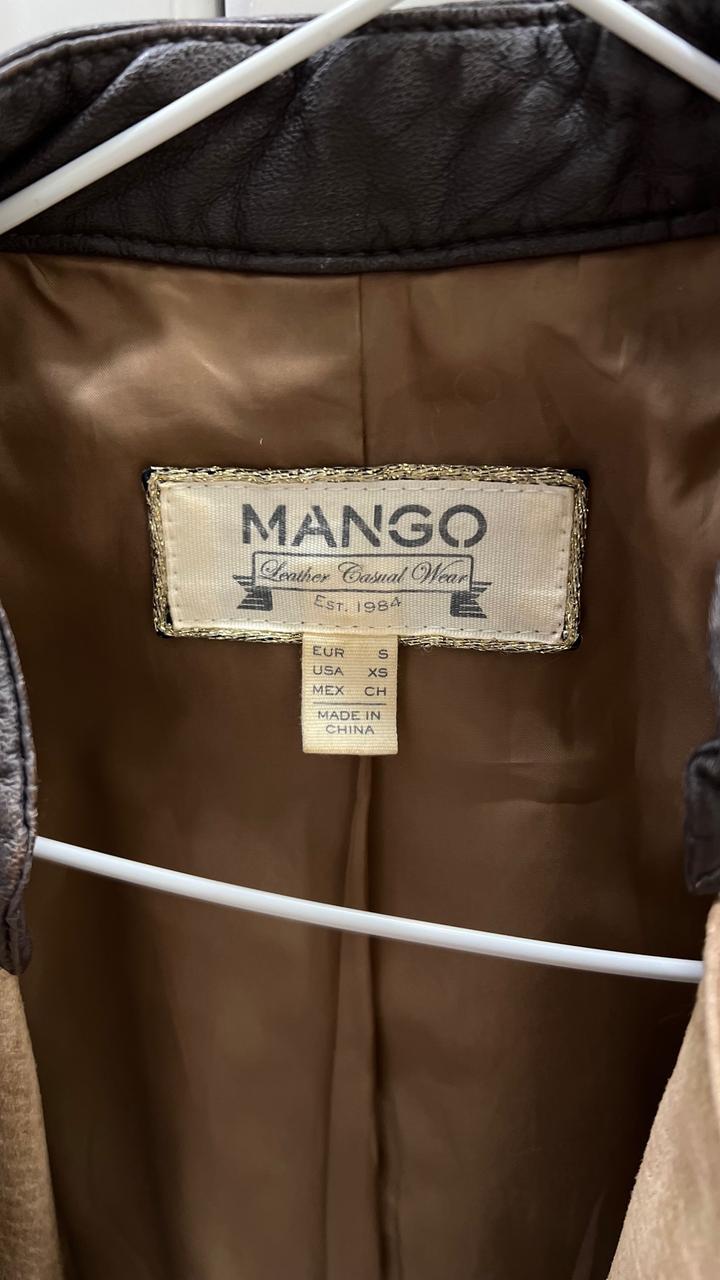 MANGO
Leather Casual Wear
EST. 1984
EUR S
USA XS
MEX CH
MADE IN
CHINA